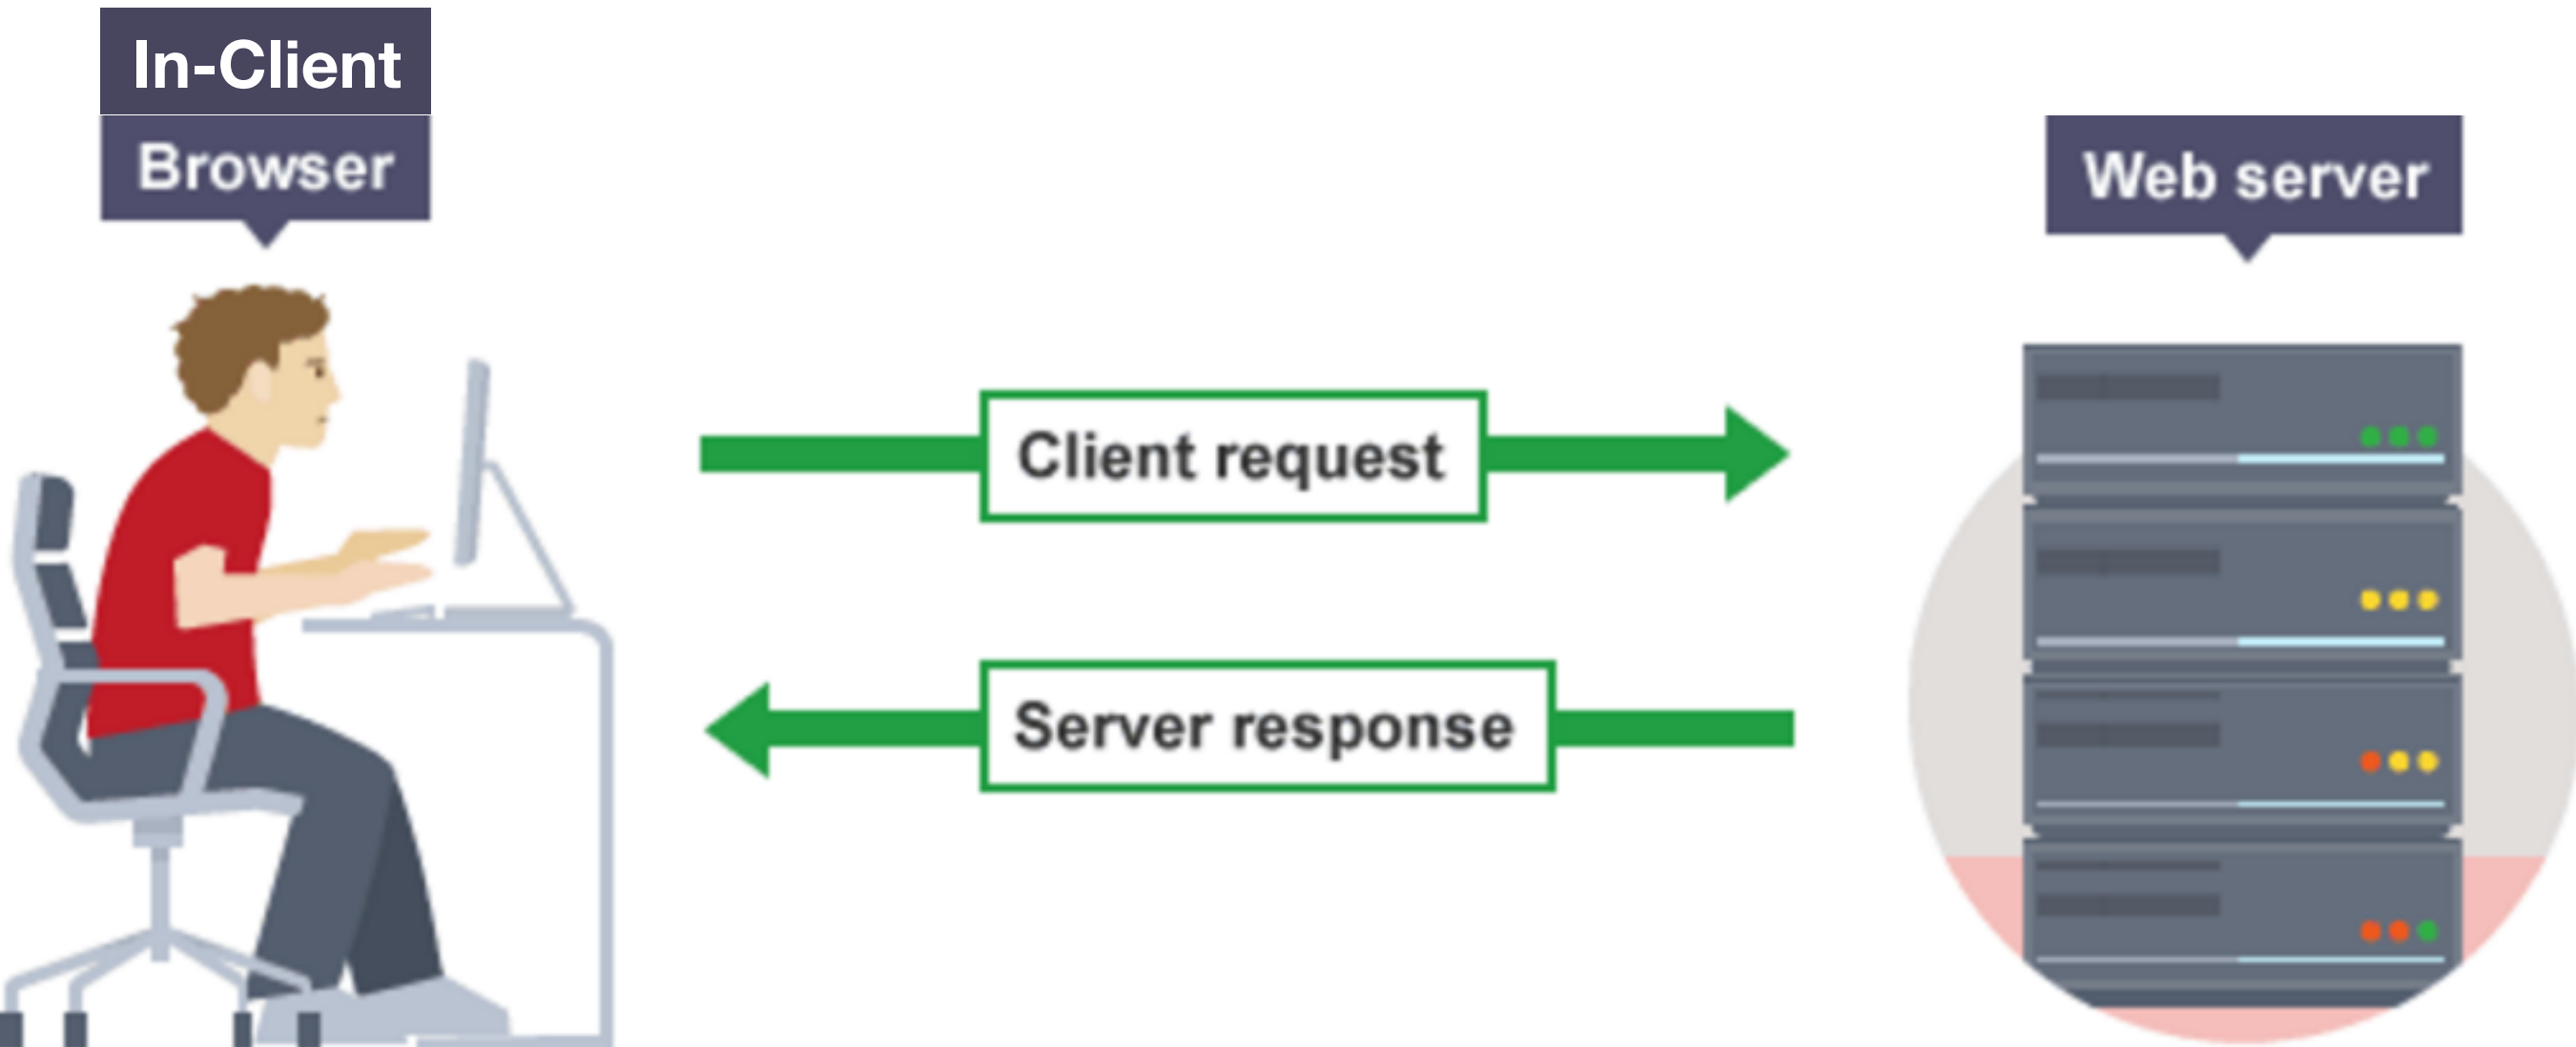 In-Client
Browser
Web server
Client request
Server response